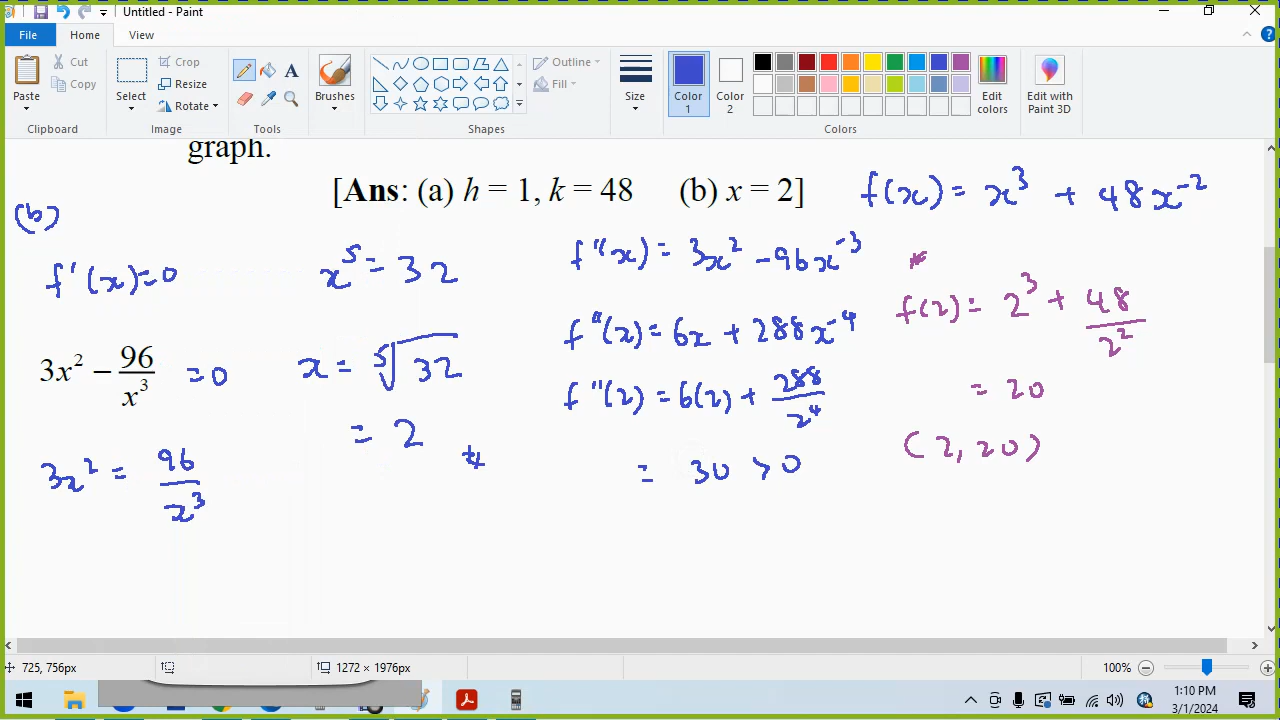 Untitled - Paint
File Home View
Paste
Cut
Copy
Clipboard
Select
Crop
Resize
Rotate
Image
A
Tools
Brushes
Outline
Fill
Shapes
Size
Color 1
Color 2
Edit colors
Colors
Edit with Paint 3D
graph.
[Ans: (a) h = 1, k = 48 (b) x = 2]
(b)
f'(x)=0
3x² − 96/x³ =0
3x² = 96/x³
x⁵ = 32
x = ⁵√32
= 2
f''(x) = 3x² − 96x⁻³
f''(2) = 6x + 288x⁻⁴
f''(2) = 6(2) + 288/2⁴
= 30 > 0
f(x) = x³ + 48x⁻²
f(2) = 2³ + 48/2²
= 20
(2, 20)
725, 756px
1272 × 1976px
100%
1:10 PM
3/1/2024